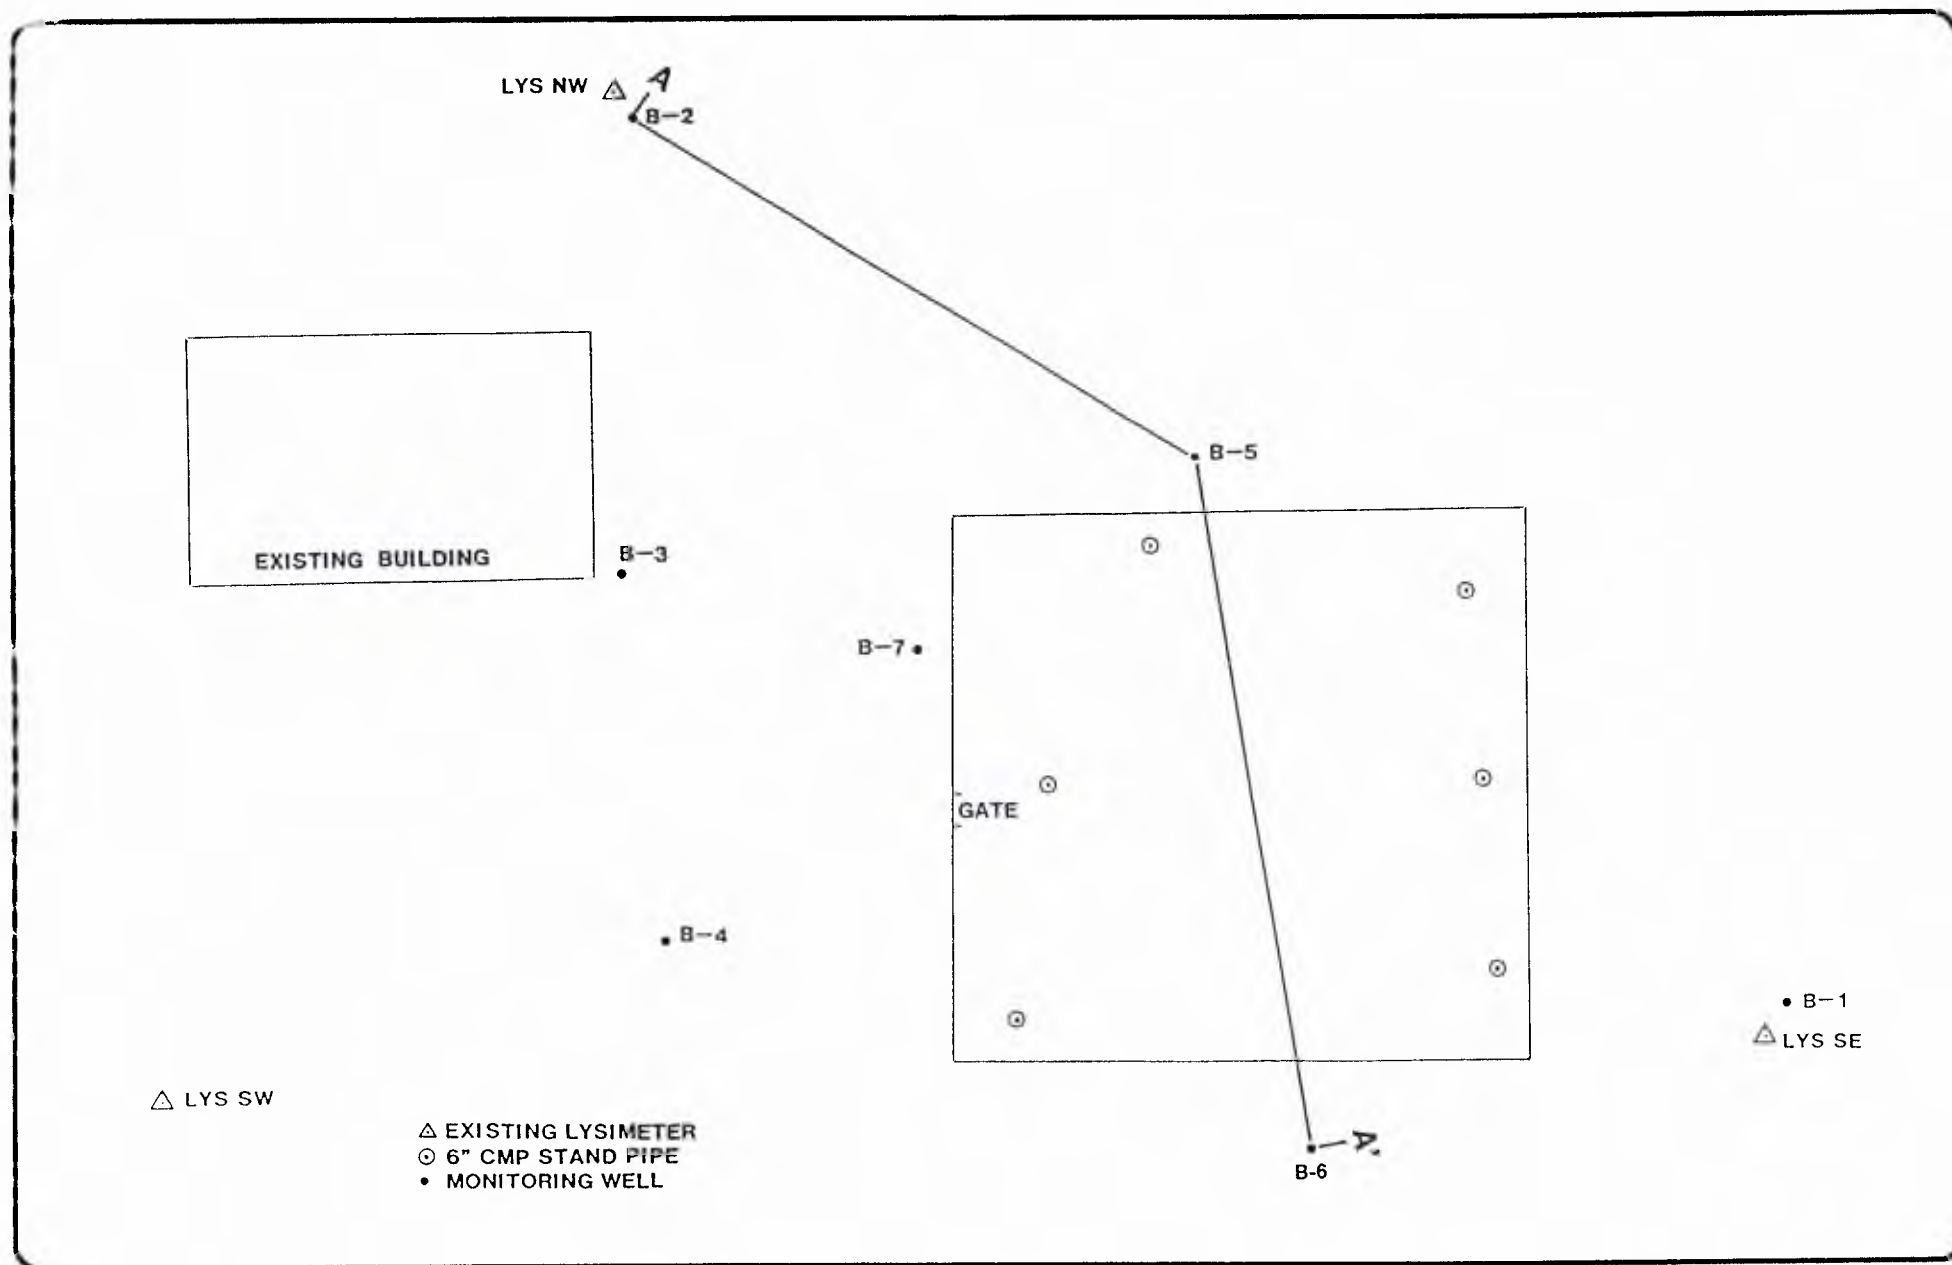 LYS NW
A
B-2
B-5
EXISTING BUILDING
B-3
B-7
GATE
B-4
B-1
LYS SE
LYS SW
EXISTING LYSIMETER
6" CMP STAND PIPE
MONITORING WELL
A'
B-6